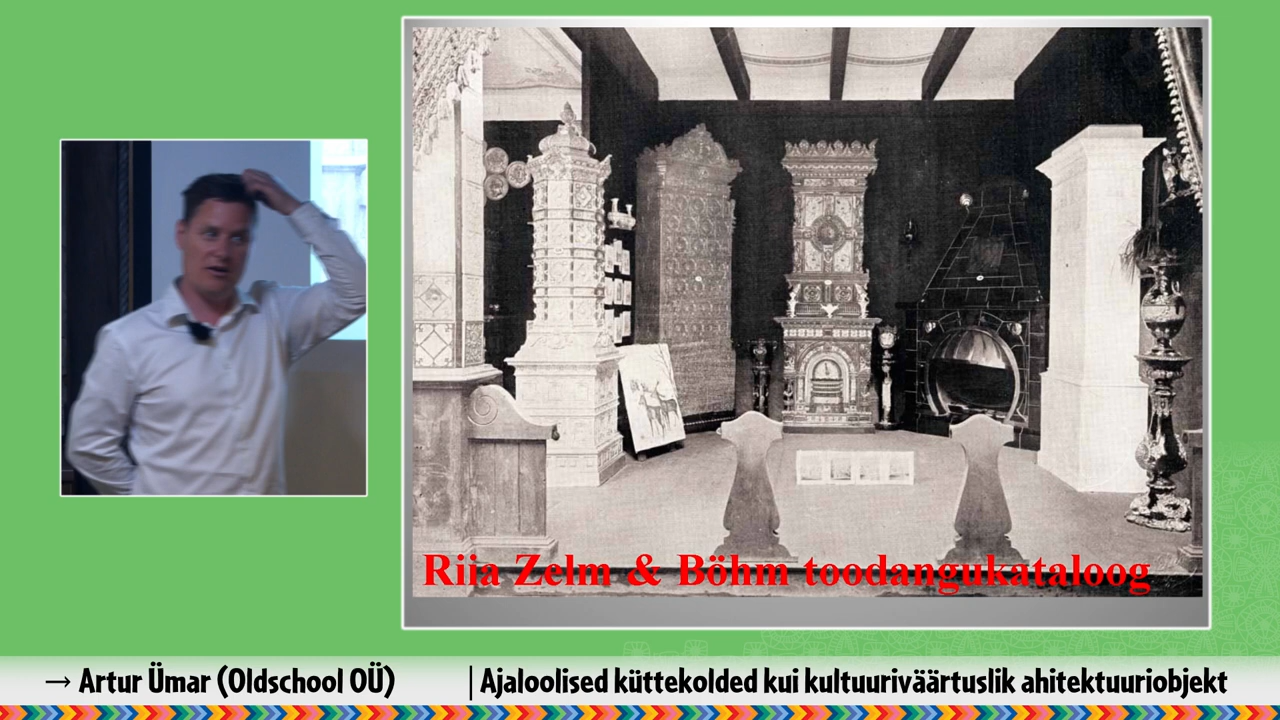 Riia Zelm & Böhm toodangukataloog
→ Artur Ümar (Oldschool OÜ) | Ajaloolised küttekolded kui kultuuriväärtuslik ahitektuuriobjekt